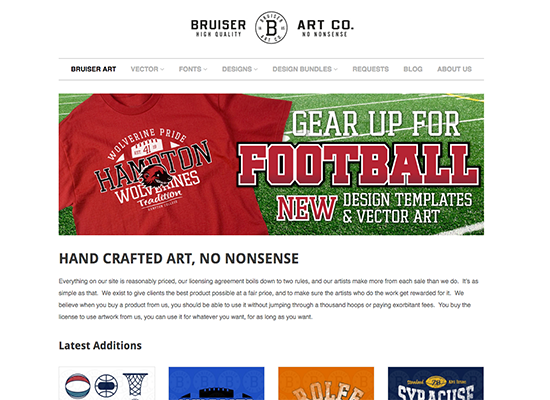 BRUISER ART CO.
HIGH QUALITY B NO NONSENSE
BRUISER ART VECTOR FONTS DESIGNS DESIGN BUNDLES REQUESTS BLOG ABOUT US
WOLVERINE PRIDE
HAMPTON
WOLVERINES
Tradition
GEAR UP FOR
FOOTBALL
NEW DESIGN TEMPLATES
& VECTOR ART
HAND CRAFTED ART, NO NONSENSE
Everything on our site is reasonably priced, our licensing agreement boils down to two rules, and our artists make more from each sale than we do. It's as
simple as that. We exist to give clients the best product possible at a fair price, and to make sure the artists who do the work get rewarded for it. We
believe when you buy a product from us, you should be able to use it without jumping through a thousand hoops or paying exorbitant fees. You buy the
license to use artwork from us, you can use it for whatever you want, for as long as you want.
Latest Additions
SYRACUSE